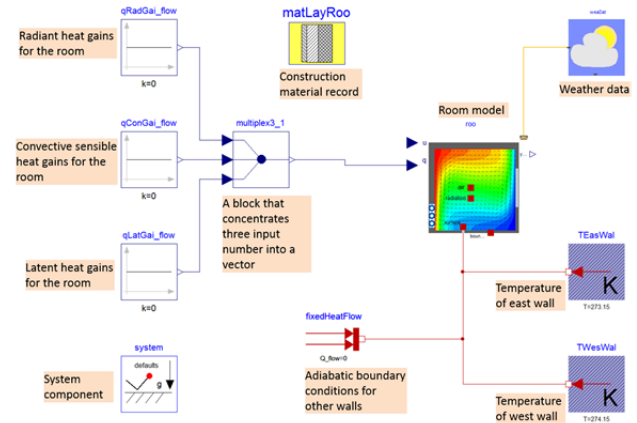 qRadGai_flow
Radiant heat gains
for the room
k=0
matLayRoo
Construction
material record
weaDat
Weather data
qConGai_flow
Convective sensible
heat gains for the
room
k=0
multiplex3_1
A block that
concentrates
three input
number into a
vector
Room model
roo
u
q
air
radiation
surface
qLatGai_flow
Latent heat gains
for the room
k=0
TEasWal
K
T=273.15
Temperature
of east wall
fixedHeatFlow
Q_flow=0
Adiabatic boundary
conditions for
other walls
system
defaults
g
System
component
TWesWal
K
T=274.15
Temperature
of west wall